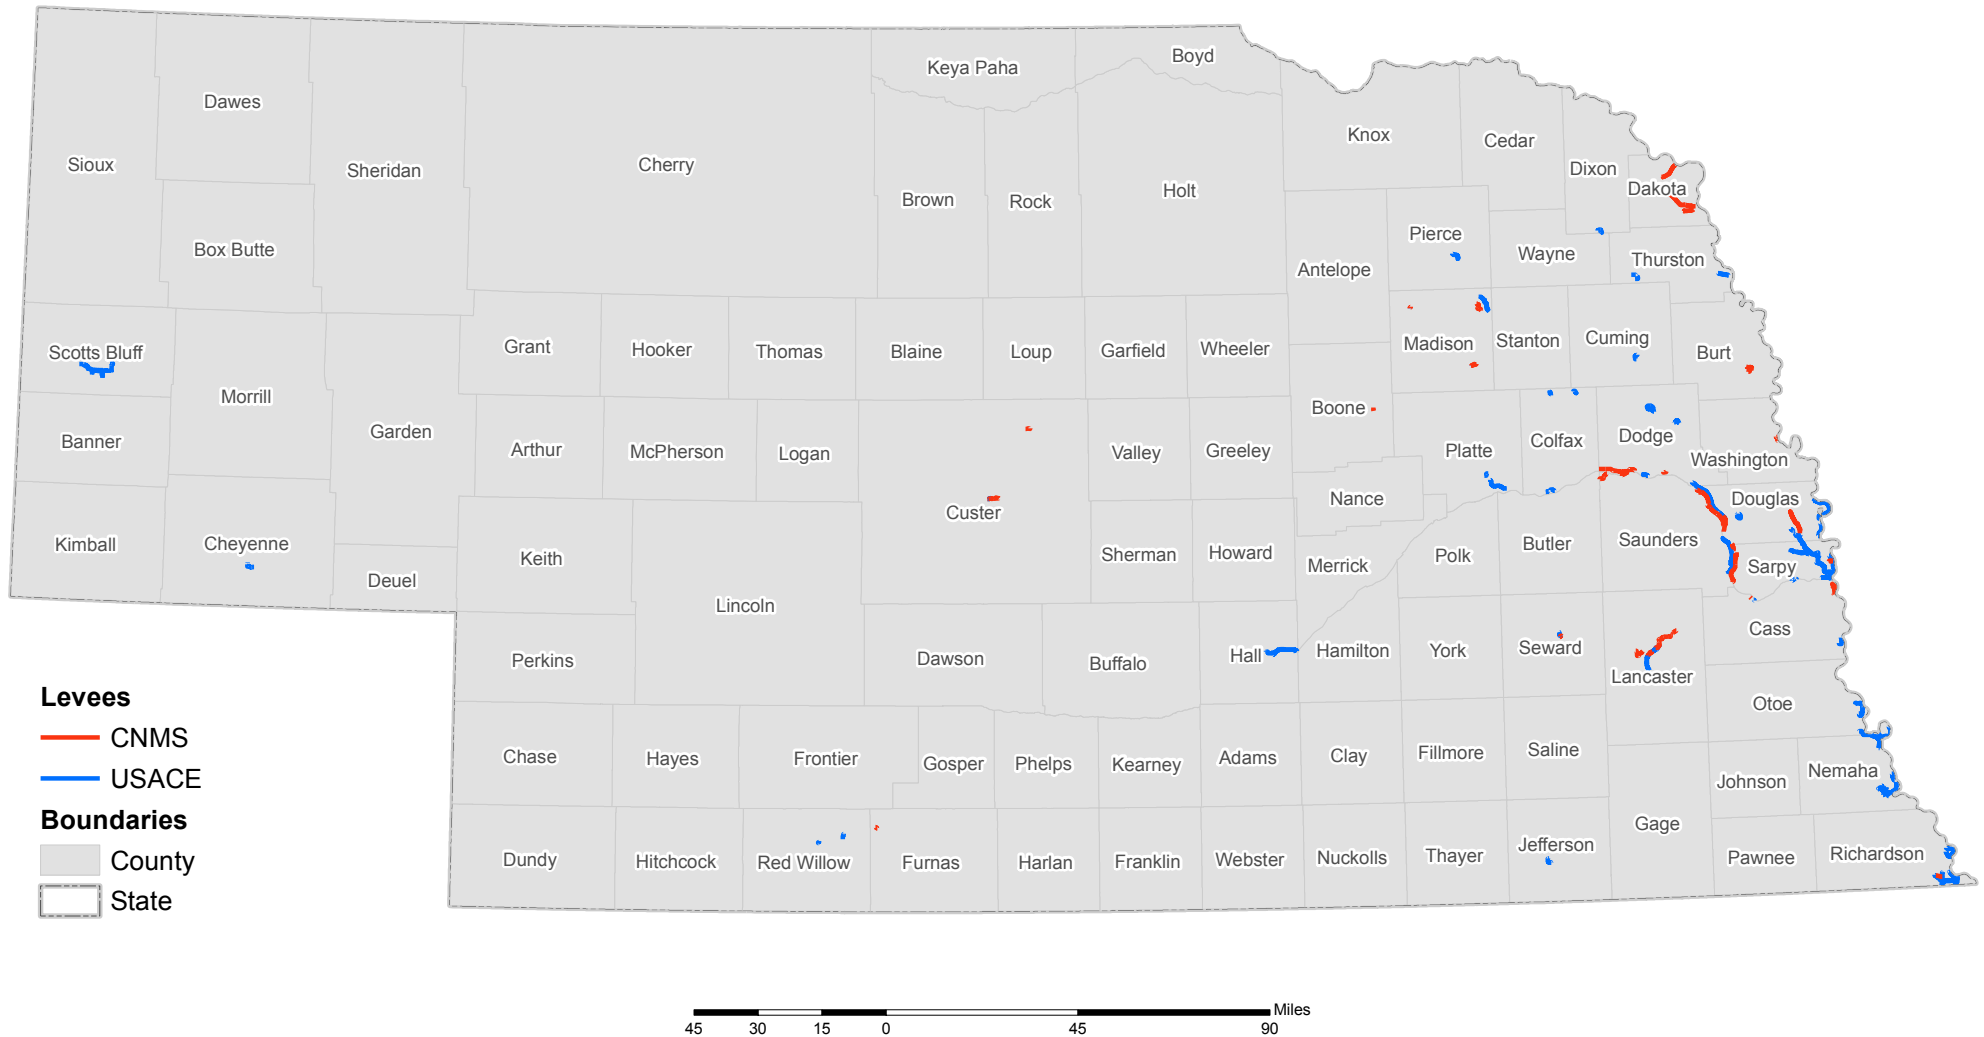 Boyd
Keya Paha
Dawes
Knox
Cedar
Sioux
Sheridan
Cherry
Dixon
Dakota
Holt
Brown
Rock
Box Butte
Pierce
Wayne
Thurston
Antelope
Scotts Bluff
Grant
Hooker
Thomas
Blaine
Loup
Garfield
Wheeler
Madison
Stanton
Cuming
Burt
Morrill
Boone
Banner
Garden
Arthur
McPherson
Logan
Valley
Greeley
Platte
Colfax
Dodge
Washington
Nance
Douglas
Custer
Kimball
Cheyenne
Keith
Sherman
Howard
Merrick
Polk
Butler
Saunders
Sarpy
Deuel
Lincoln
Cass
Perkins
Dawson
Buffalo
Hall
Hamilton
York
Seward
Lancaster
Otoe
Chase
Hayes
Frontier
Gosper
Phelps
Kearney
Adams
Clay
Fillmore
Saline
Johnson
Nemaha
Dundy
Hitchcock
Red Willow
Furnas
Harlan
Franklin
Webster
Nuckolls
Thayer
Jefferson
Gage
Pawnee
Richardson
Levees
CNMS
USACE
Boundaries
County
State
Miles
45 30 15 0 45 90